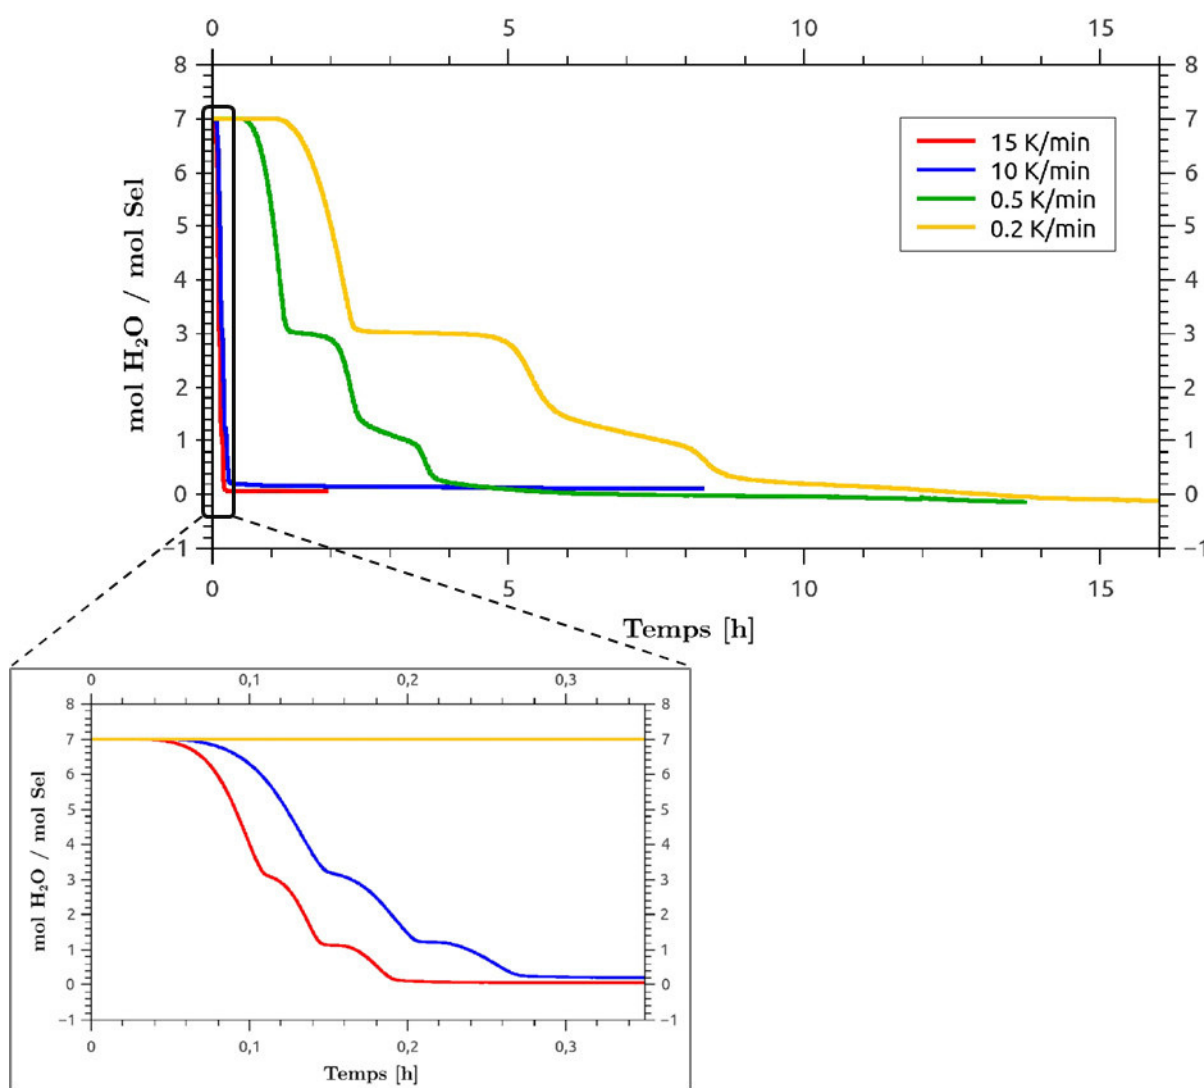 0 5 10 15
8 8
7 7
6 6
5 5
4 4
3 3
2 2
1 1
0 0
−1 −1
mol H₂O / mol Sel
15 K/min
10 K/min
0.5 K/min
0.2 K/min
0 5 10 15
Temps [h]
0 0,1 0,2 0,3
8 8
7 7
6 6
5 5
4 4
3 3
2 2
1 1
0 0
−1 −1
mol H₂O / mol Sel
0 0,1 0,2 0,3
Temps [h]